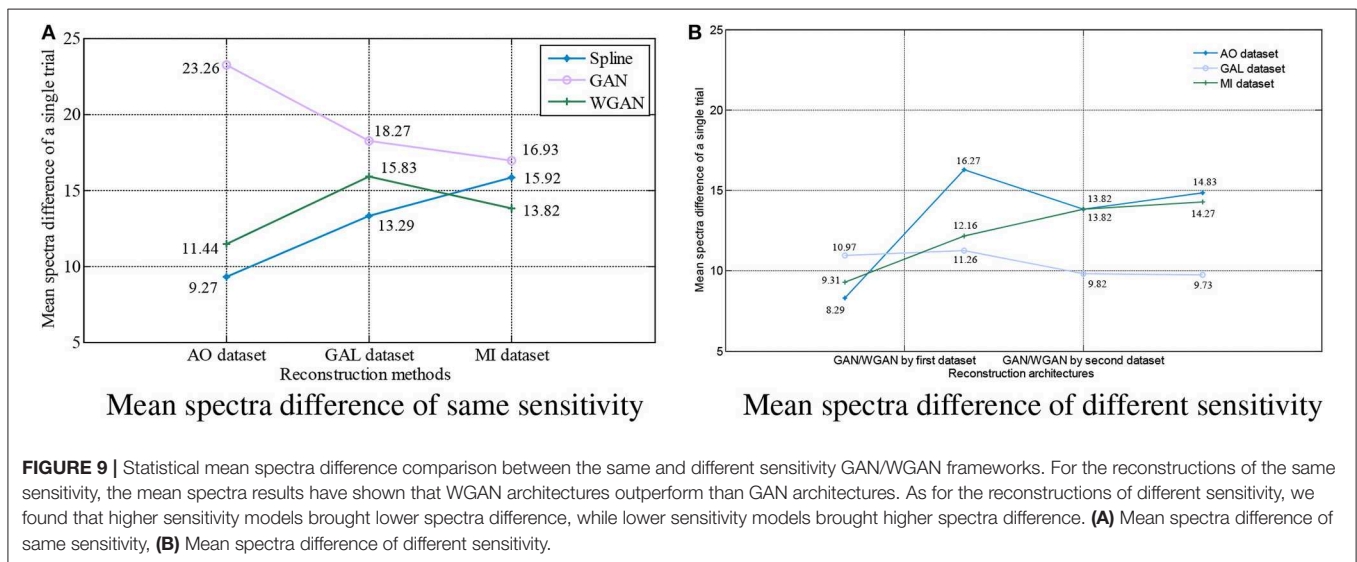 A
25
20
15
10
5
Mean spectra difference of a single trial
Spline
GAN
WGAN
23.26
18.27
16.93
15.83
15.92
13.82
13.29
11.44
9.27
AO dataset GAL dataset MI dataset
Reconstruction methods
Mean spectra difference of same sensitivity
B
25
20
15
10
5
Mean spectra difference of a single trial
AO dataset
GAL dataset
MI dataset
16.27
14.83
13.82
13.82
14.27
12.16
10.97
11.26
9.31
9.82
9.73
8.29
GAN/WGAN by first dataset GAN/WGAN by second dataset
Reconstruction architectures
Mean spectra difference of different sensitivity
FIGURE 9 | Statistical mean spectra difference comparison between the same and different sensitivity GAN/WGAN frameworks. For the reconstructions of the same
sensitivity, the mean spectra results have shown that WGAN architectures outperform than GAN architectures. As for the reconstructions of different sensitivity, we
found that higher sensitivity models brought lower spectra difference, while lower sensitivity models brought higher spectra difference. (A) Mean spectra difference of
same sensitivity, (B) Mean spectra difference of different sensitivity.